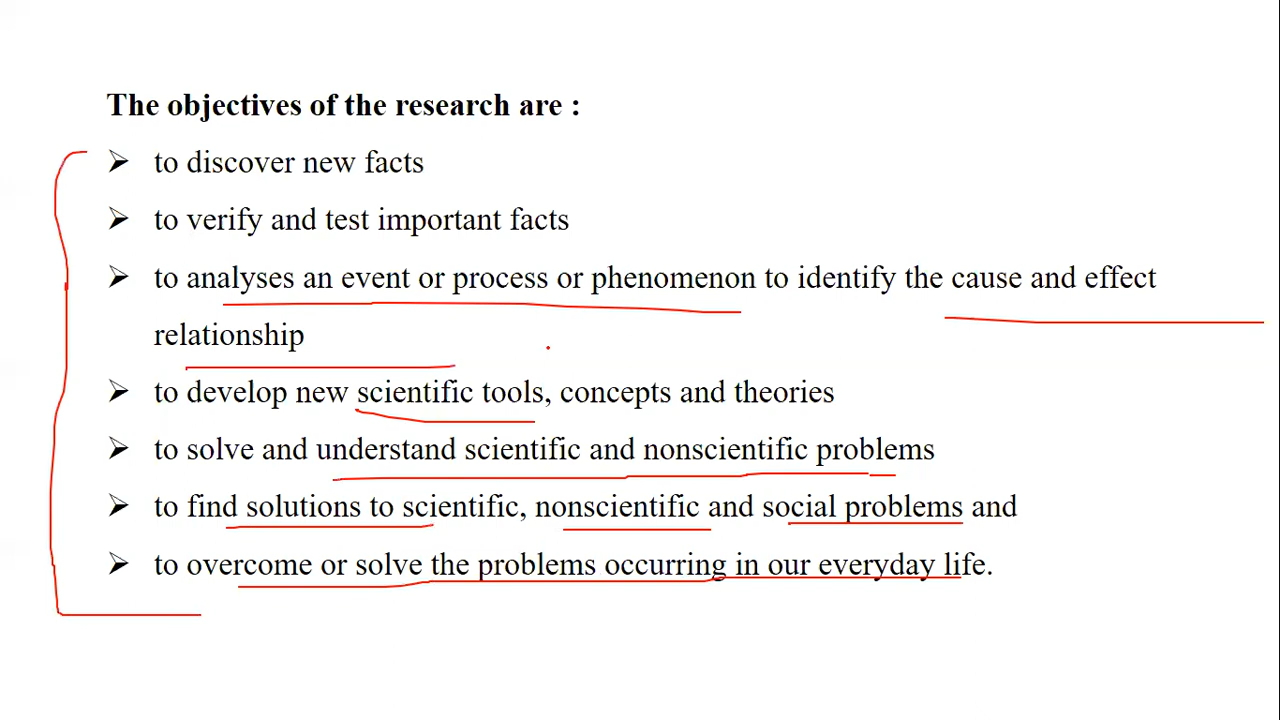 The objectives of the research are :
➢ to discover new facts
➢ to verify and test important facts
➢ to analyses an event or process or phenomenon to identify the cause and effect
relationship
➢ to develop new scientific tools, concepts and theories
➢ to solve and understand scientific and nonscientific problems
➢ to find solutions to scientific, nonscientific and social problems and
➢ to overcome or solve the problems occurring in our everyday life.